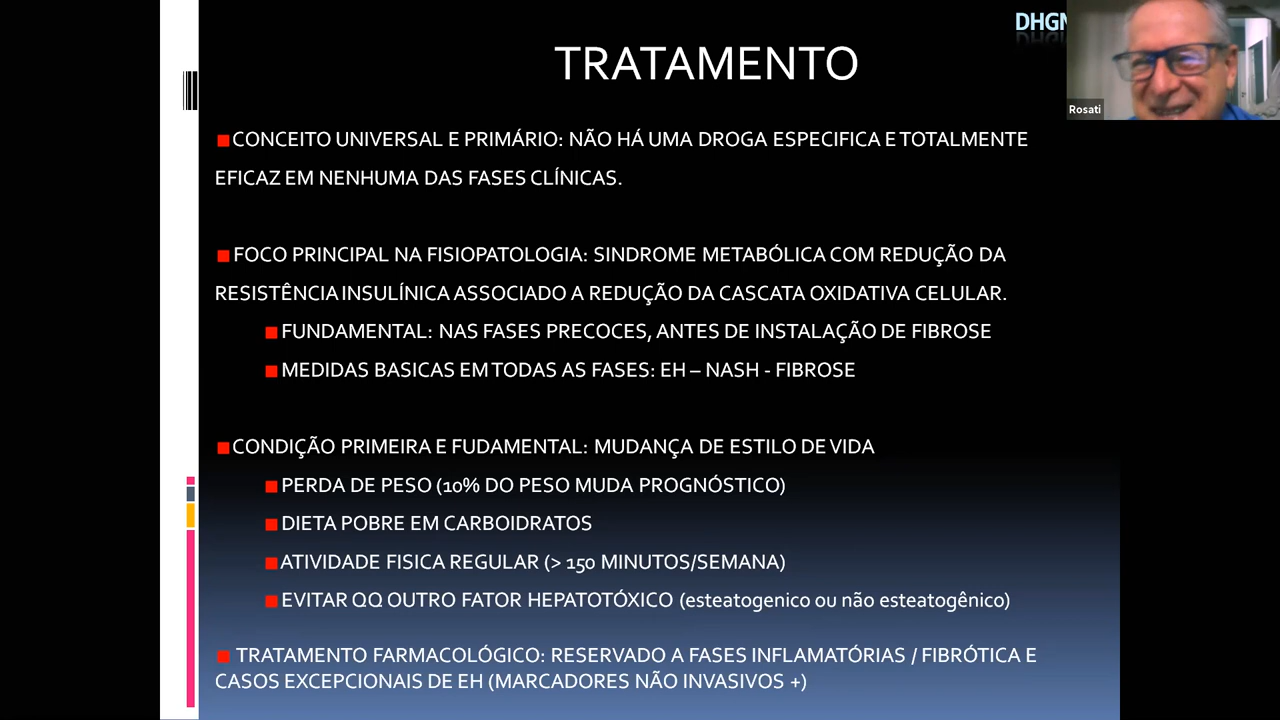 DHGN
TRATAMENTO
Rosati
CONCEITO UNIVERSAL E PRIMÁRIO: NÃO HÁ UMA DROGA ESPECIFICA E TOTALMENTE
EFICAZ EM NENHUMA DAS FASES CLÍNICAS.
FOCO PRINCIPAL NA FISIOPATOLOGIA: SINDROME METABÓLICA COM REDUÇÃO DA
RESISTÊNCIA INSULÍNICA ASSOCIADO A REDUÇÃO DA CASCATA OXIDATIVA CELULAR.
FUNDAMENTAL: NAS FASES PRECOCES, ANTES DE INSTALAÇÃO DE FIBROSE
MEDIDAS BASICAS EM TODAS AS FASES: EH – NASH - FIBROSE
CONDIÇÃO PRIMEIRA E FUDAMENTAL: MUDANÇA DE ESTILO DE VIDA
PERDA DE PESO (10% DO PESO MUDA PROGNÓSTICO)
DIETA POBRE EM CARBOIDRATOS
ATIVIDADE FISICA REGULAR (> 150 MINUTOS/SEMANA)
EVITAR QQ OUTRO FATOR HEPATOTÓXICO (esteatogenico ou não esteatogênico)
TRATAMENTO FARMACOLÓGICO: RESERVADO A FASES INFLAMATÓRIAS / FIBRÓTICA E
CASOS EXCEPCIONAIS DE EH (MARCADORES NÃO INVASIVOS +)